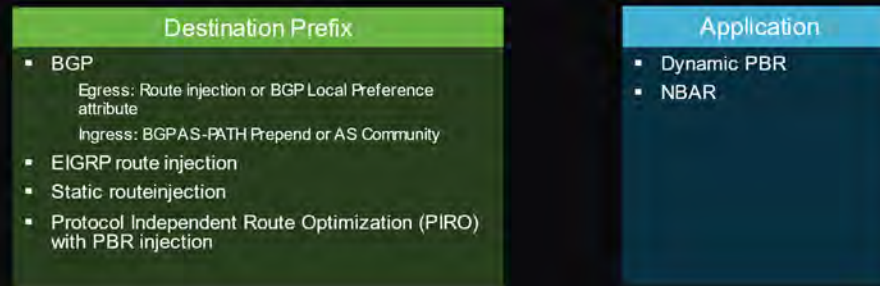 Destination Prefix
▪ BGP
Egress: Route injection or BGP Local Preference
attribute
Ingress: BGPAS-PATH Prepend or AS Community
▪ EIGRP route injection
▪ Static routeinjection
▪ Protocol Independent Route Optimization (PIRO)
with PBR injection
Application
▪ Dynamic PBR
▪ NBAR